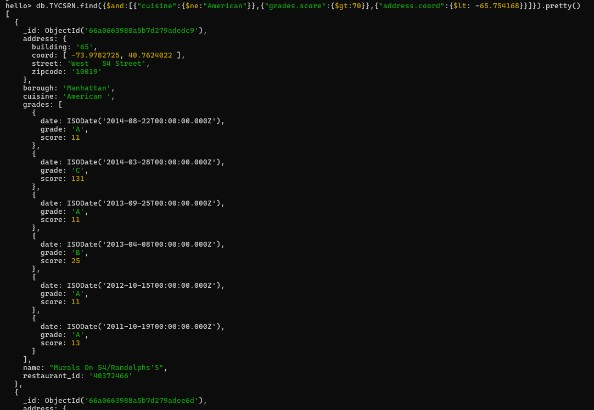 hello> db.TYCSRN.find({$and:[{"cuisine":{$ne:"American"}},{"grades.score":{$gt:70}},{"address.coord":{$lt: -65.754168}}]}).pretty()
[
  {
    _id: ObjectId('66a0663988a5b7d279adedc9'),
    address: {
      building: '65',
      coord: [ -73.9782725, 40.7624022 ],
      street: 'West   54 Street',
      zipcode: '10019'
    },
    borough: 'Manhattan',
    cuisine: 'American ',
    grades: [
      {
        date: ISODate('2014-08-22T00:00:00.000Z'),
        grade: 'A',
        score: 11
      },
      {
        date: ISODate('2014-03-28T00:00:00.000Z'),
        grade: 'C',
        score: 131
      },
      {
        date: ISODate('2013-09-25T00:00:00.000Z'),
        grade: 'A',
        score: 11
      },
      {
        date: ISODate('2013-04-08T00:00:00.000Z'),
        grade: 'B',
        score: 25
      },
      {
        date: ISODate('2012-10-15T00:00:00.000Z'),
        grade: 'A',
        score: 11
      },
      {
        date: ISODate('2011-10-19T00:00:00.000Z'),
        grade: 'A',
        score: 13
      }
    ],
    name: "Murals On 54/Randolphs'S",
    restaurant_id: '40372466'
  },
  {
    _id: ObjectId('66a0663988a5b7d279adee6d'),
    address: {